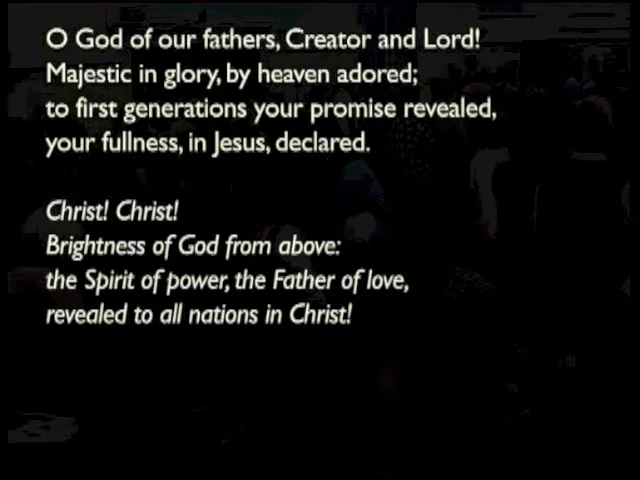 O God of our fathers, Creator and Lord!
Majestic in glory, by heaven adored;
to first generations your promise revealed,
your fullness, in Jesus, declared.
Christ! Christ!
Brightness of God from above:
the Spirit of power, the Father of love,
revealed to all nations in Christ!